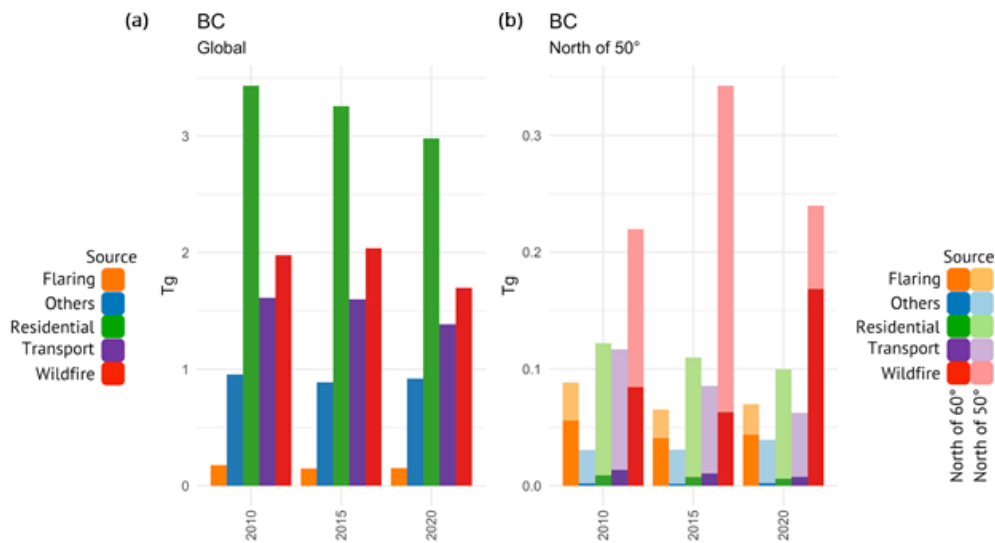 (a)
BC
Global
3
2
1
0
Tg
2010
2015
2020
Source
Flaring
Others
Residential
Transport
Wildfire
(b)
BC
North of 50°
0.3
0.2
0.1
0.0
Tg
2010
2015
2020
Source
Flaring
Others
Residential
Transport
Wildfire
North of 60°
North of 50°